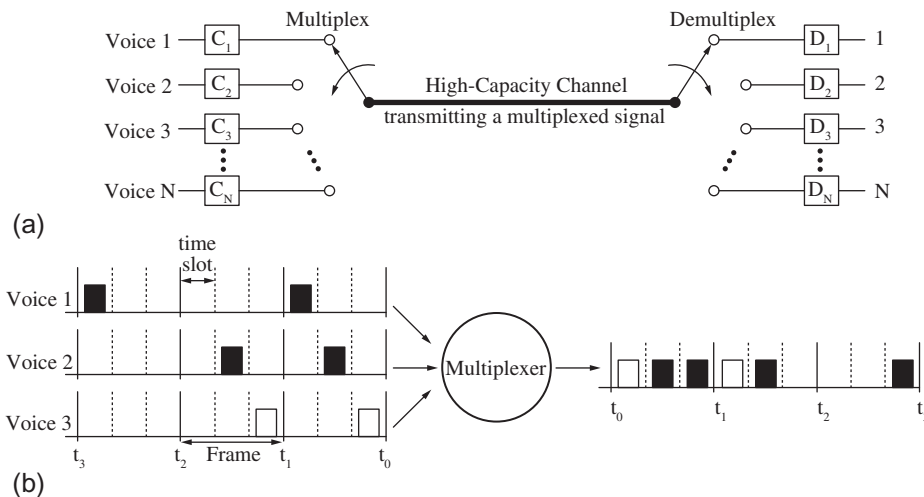 Multiplex
Demultiplex
Voice 1
C₁
D₁
1
Voice 2
C₂
D₂
2
High-Capacity Channel
transmitting a multiplexed signal
Voice 3
C₃
D₃
3
Voice N
C_N
D_N
N
(a)
time
slot
Voice 1
Voice 2
Voice 3
Multiplexer
t₃
t₂
Frame
t₁
t₀
t₀
t₁
t₂
(b)